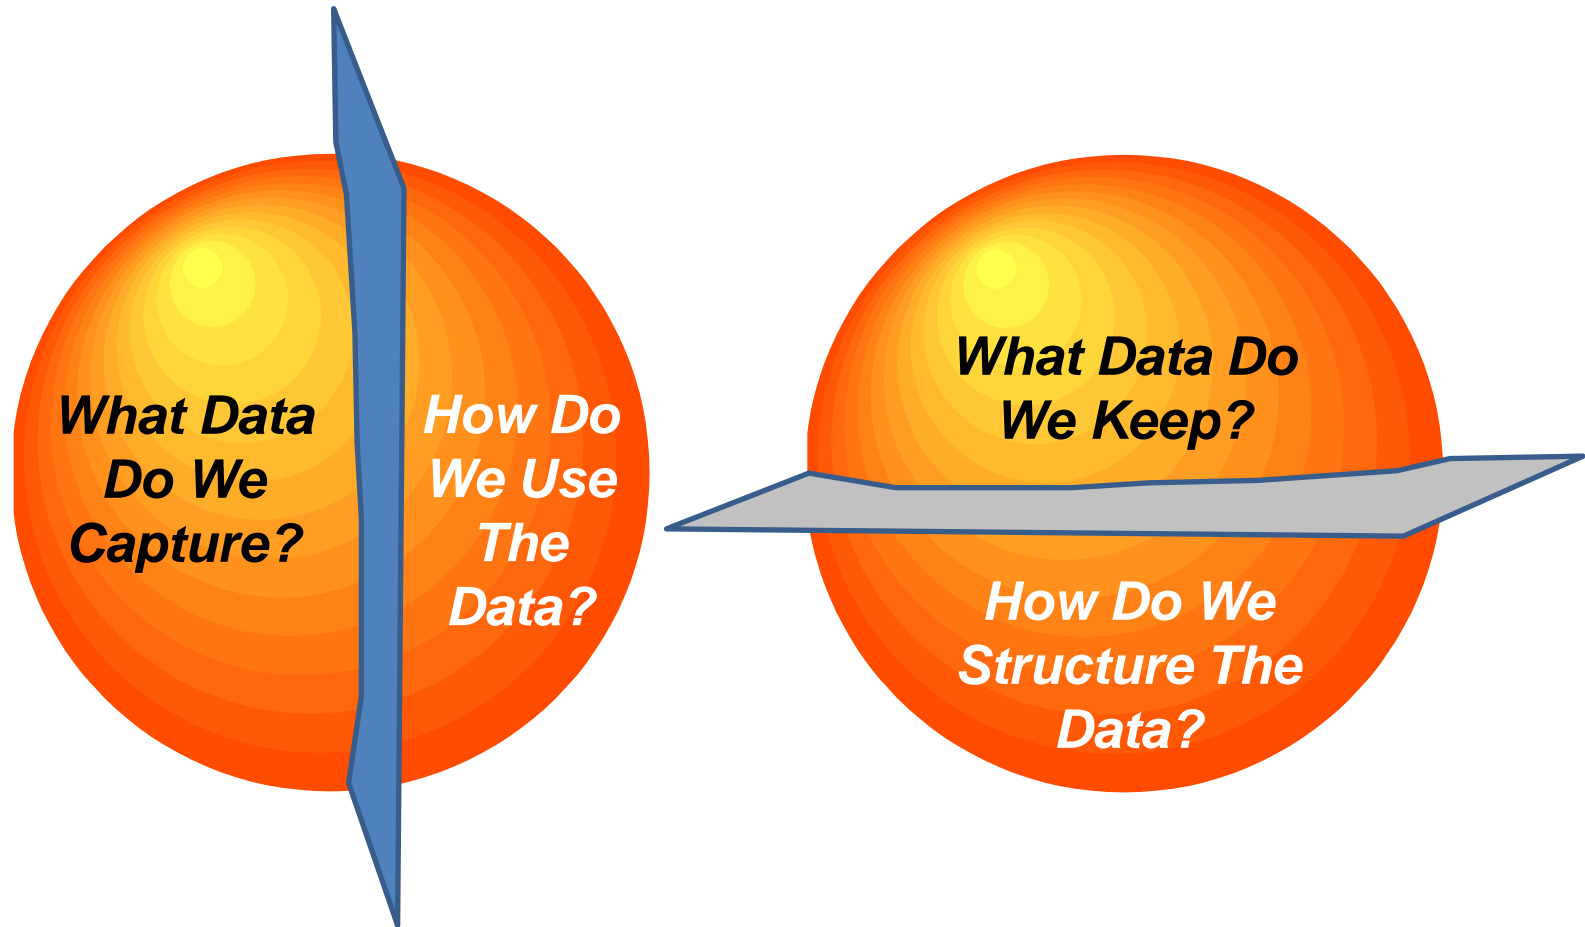 What Data
Do We
Capture?
How Do
We Use
The
Data?
What Data Do
We Keep?
How Do We
Structure The
Data?